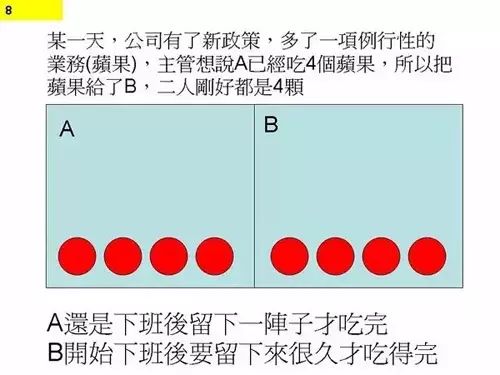 8
某一天，公司有了新政策，多了一項例行性的
業務(蘋果)，主管想說A已經吃4個蘋果，所以把
蘋果給了B，二人剛好都是4顆
A
B
A還是下班後留下一陣子才吃完
B開始下班後要留下來很久才吃得完